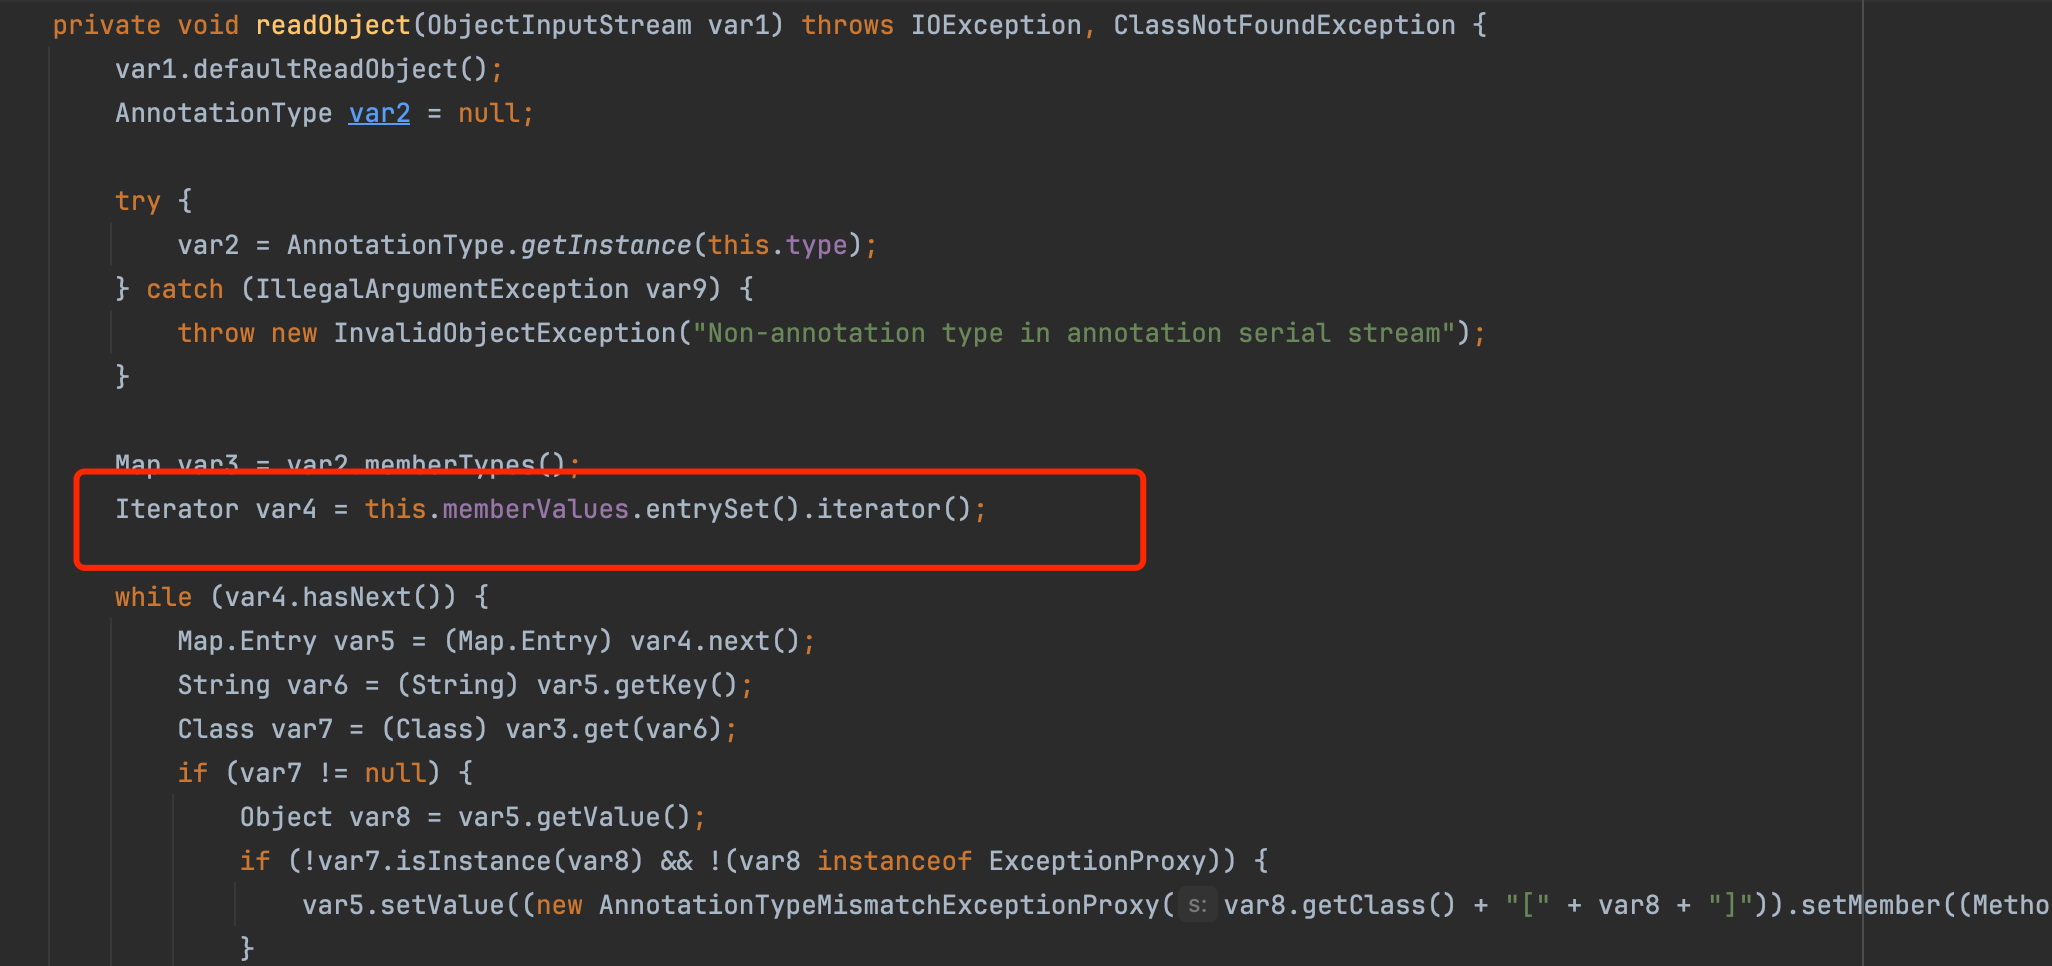 private void readObject(ObjectInputStream var1) throws IOException, ClassNotFoundException {
var1.defaultReadObject();
AnnotationType var2 = null;
try {
var2 = AnnotationType.getInstance(this.type);
} catch (IllegalArgumentException var9) {
throw new InvalidObjectException("Non-annotation type in annotation serial stream");
}
Map var3 = var2.memberTypes();
Iterator var4 = this.memberValues.entrySet().iterator();
while (var4.hasNext()) {
Map.Entry var5 = (Map.Entry) var4.next();
String var6 = (String) var5.getKey();
Class var7 = (Class) var3.get(var6);
if (var7 != null) {
Object var8 = var5.getValue();
if (!var7.isInstance(var8) && !(var8 instanceof ExceptionProxy)) {
var5.setValue((new AnnotationTypeMismatchExceptionProxy( s: var8.getClass() + "[" + var8 + "]")).setMember((Metho
}